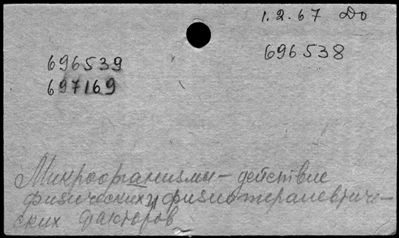 1.2.67 До
696538
696539
697169
Микроорганизмы – действие
физических и физиотерапевтиче-
ских факторов